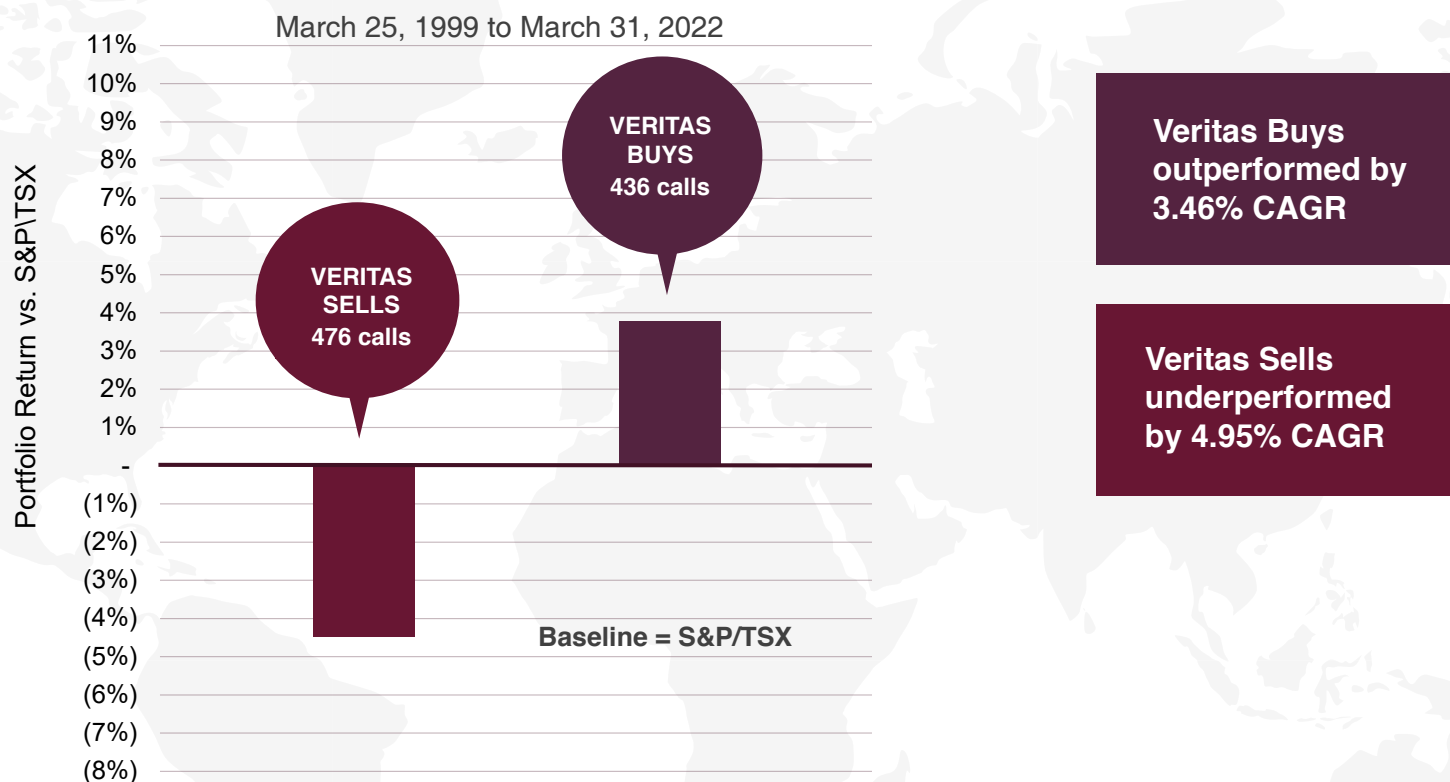 March 25, 1999 to March 31, 2022
Portfolio Return vs. S&P\TSX
11%
10%
9%
8%
7%
6%
5%
4%
3%
2%
1%
-
(1%)
(2%)
(3%)
(4%)
(5%)
(6%)
(7%)
(8%)
VERITAS
SELLS
476 calls
VERITAS
BUYS
436 calls
Baseline = S&P/TSX
Veritas Buys
outperformed by
3.46% CAGR
Veritas Sells
underperformed
by 4.95% CAGR